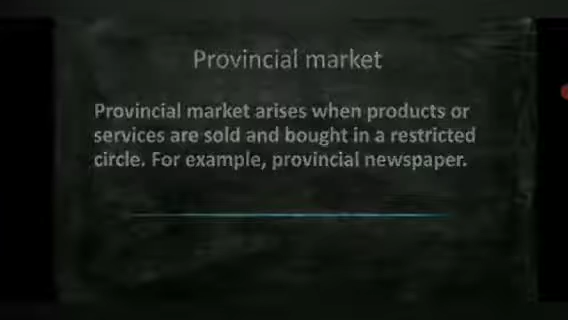 Provincial market
Provincial market arises when products or
services are sold and bought in a restricted
circle. For example, provincial newspaper.